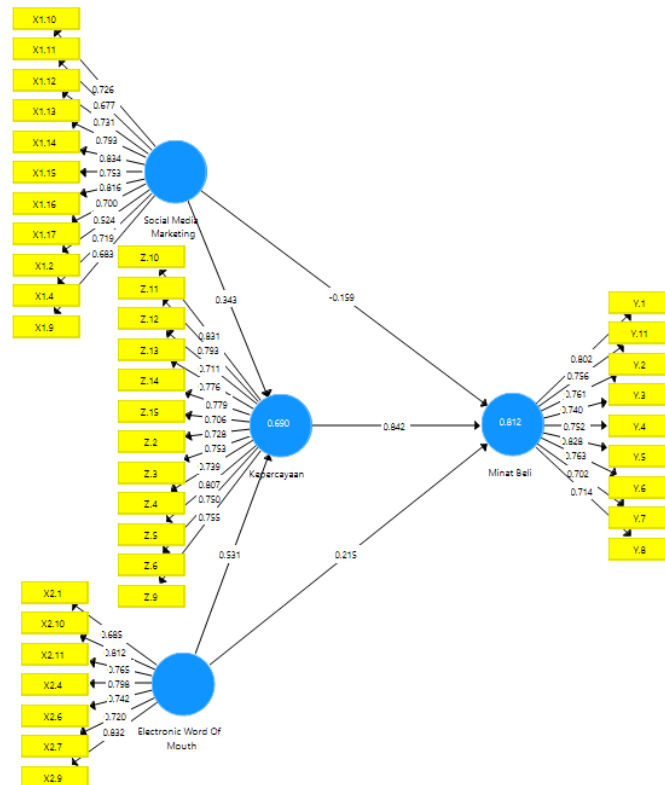 X1.10
X1.11
X1.12
X1.13
X1.14
X1.15
X1.16
X1.17
X1.2
X1.4
X1.9
0.726
0.677
0.731
0.793
0.834
0.753
0.816
0.700
0.524
0.719
0.683
Social Media
Marketing
Z.10
Z.11
Z.12
Z.13
Z.14
Z.15
Z.2
Z.3
Z.4
Z.5
Z.6
Z.9
0.831
0.793
0.711
0.776
0.779
0.706
0.728
0.753
0.739
0.807
0.750
0.755
0.343
-0.159
0.690
Kepercayaan
0.842
0.812
Minat Beli
0.531
0.215
Y.1
Y.11
Y.2
Y.3
Y.4
Y.5
Y.6
Y.7
Y.8
0.802
0.756
0.761
0.740
0.752
0.828
0.763
0.702
0.714
X2.1
X2.10
X2.11
X2.4
X2.6
X2.7
X2.9
0.685
0.812
0.765
0.798
0.742
0.720
0.832
Electronic Word Of
Mouth